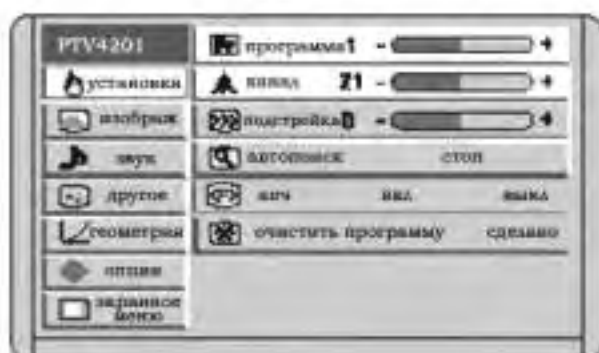 PTV4201
установки
изображ
звук
другое
геометрия
опции
экранное
меню
программа 1 - +
канал 21 - +
подстройка 0 - +
автопоиск стоп
апч вкл выкл
очистить программу сделано